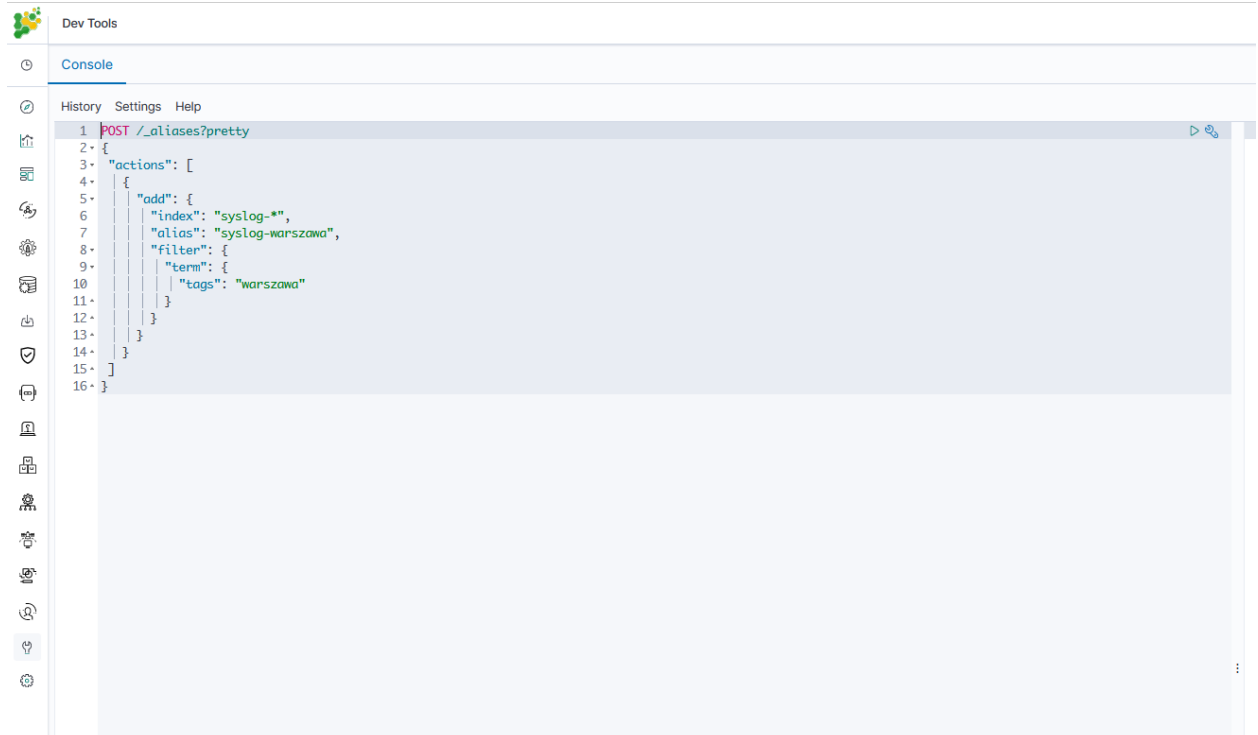 Dev Tools
Console
History Settings Help
1 POST /_aliases?pretty
2 {
3 "actions": [
4 {
5 "add": {
6 "index": "syslog-*",
7 "alias": "syslog-warszawa",
8 "filter": {
9 "term": {
10 "tags": "warszawa"
11 }
12 }
13 }
14 }
15 ]
16 }